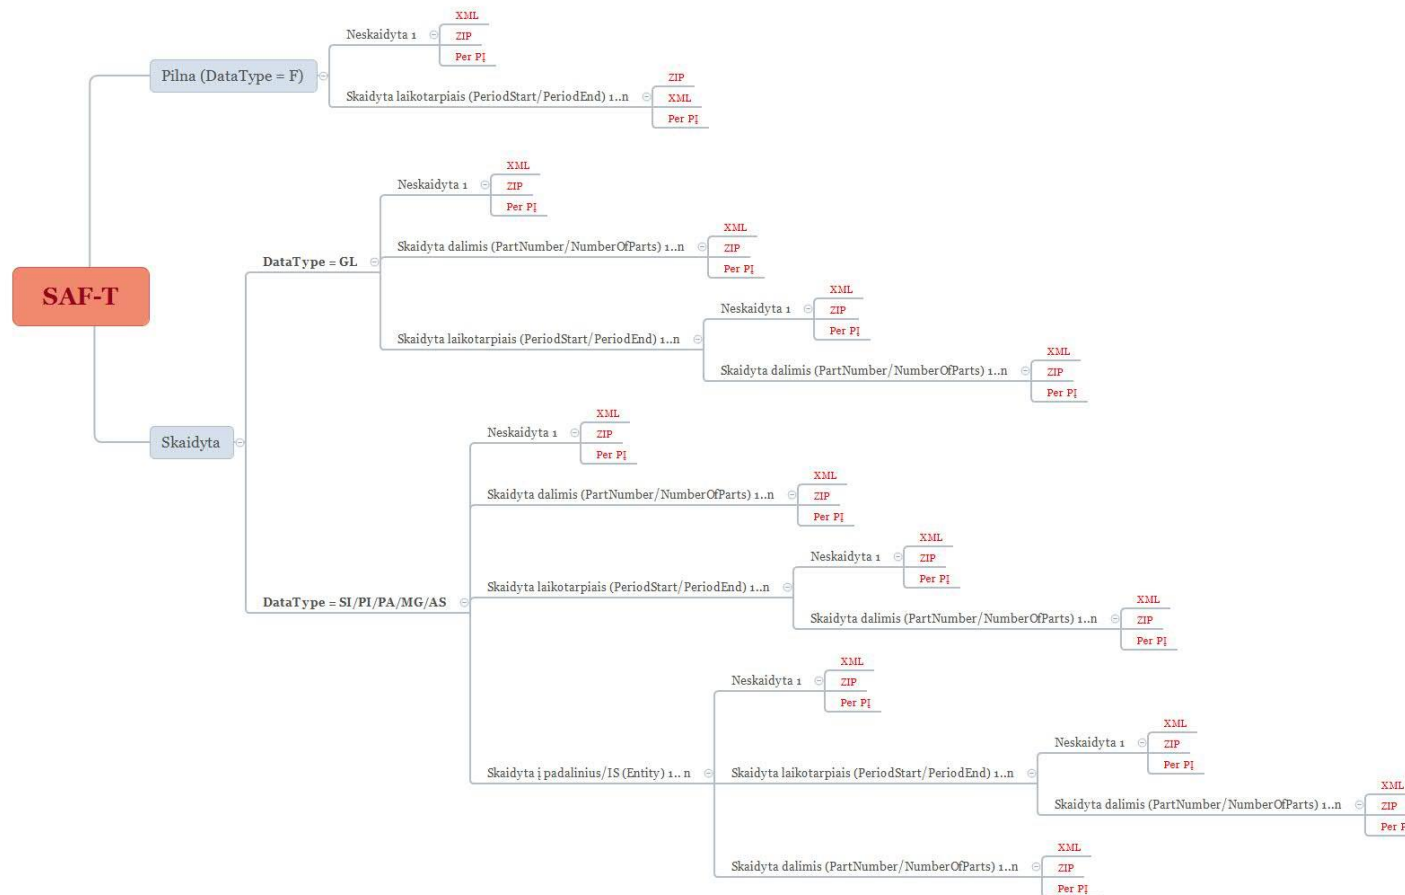 XML
Neskaidyta 1
ZIP
Per PĮ
Pilna (DataType = F)
ZIP
Skaidyta laikotarpiais (PeriodStart/PeriodEnd) 1..n
XML
Per PĮ
XML
Neskaidyta 1
ZIP
Per PĮ
XML
Skaidyta dalimis (PartNumber/NumberOfParts) 1..n
ZIP
DataType = GL
Per PĮ
XML
Neskaidyta 1
ZIP
SAF-T
Per PĮ
Skaidyta laikotarpiais (PeriodStart/PeriodEnd) 1..n
XML
Skaidyta dalimis (PartNumber/NumberOfParts) 1..n
ZIP
Per PĮ
XML
Neskaidyta 1
ZIP
Skaidyta
Per PĮ
XML
Skaidyta dalimis (PartNumber/NumberOfParts) 1..n
ZIP
Per PĮ
XML
Neskaidyta 1
ZIP
Per PĮ
Skaidyta laikotarpiais (PeriodStart/PeriodEnd) 1..n
DataType = SI/PI/PA/MG/AS
XML
Skaidyta dalimis (PartNumber/NumberOfParts) 1..n
ZIP
Per PĮ
XML
Neskaidyta 1
ZIP
Per PĮ
XML
Neskaidyta 1
ZIP
Per PĮ
Skaidyta į padalinius/IS (Entity) 1.. n
Skaidyta laikotarpiais (PeriodStart/PeriodEnd) 1..n
XML
Skaidyta dalimis (PartNumber/NumberOfParts) 1..n
ZIP
Per P
XML
Skaidyta dalimis (PartNumber/NumberOfParts) 1..n
ZIP
Per PĮ